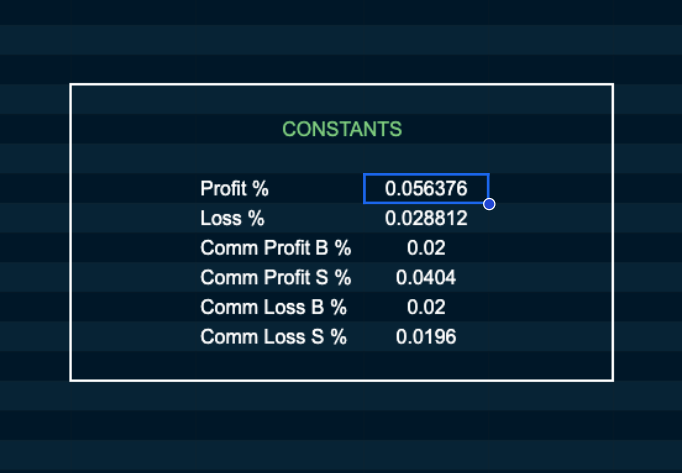 CONSTANTS
Profit % 0.056376
Loss % 0.028812
Comm Profit B % 0.02
Comm Profit S % 0.0404
Comm Loss B % 0.02
Comm Loss S % 0.0196